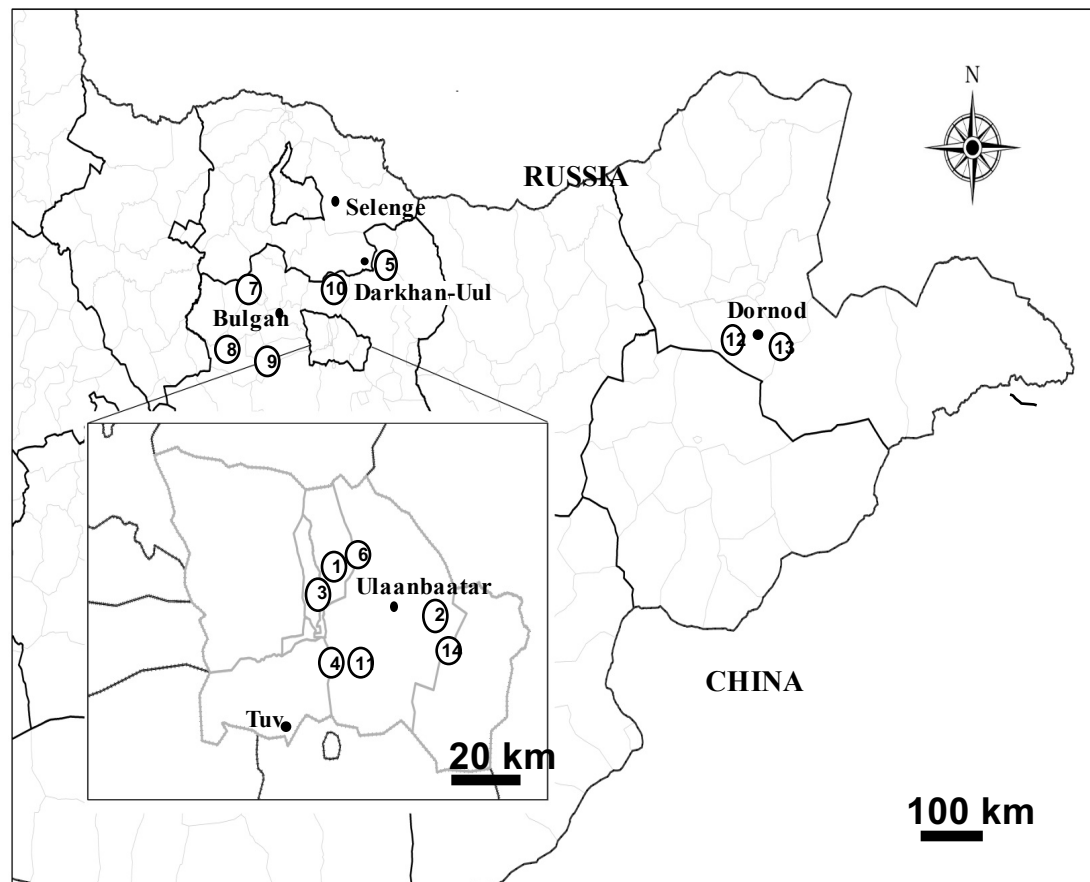 N
RUSSIA
Selenge
5
7
10
Darkhan-Uul
Bulgan
Dornod
8
9
12
13
6
1
3
Ulaanbaatar
2
14
4
11
CHINA
Tuv
20 km
100 km